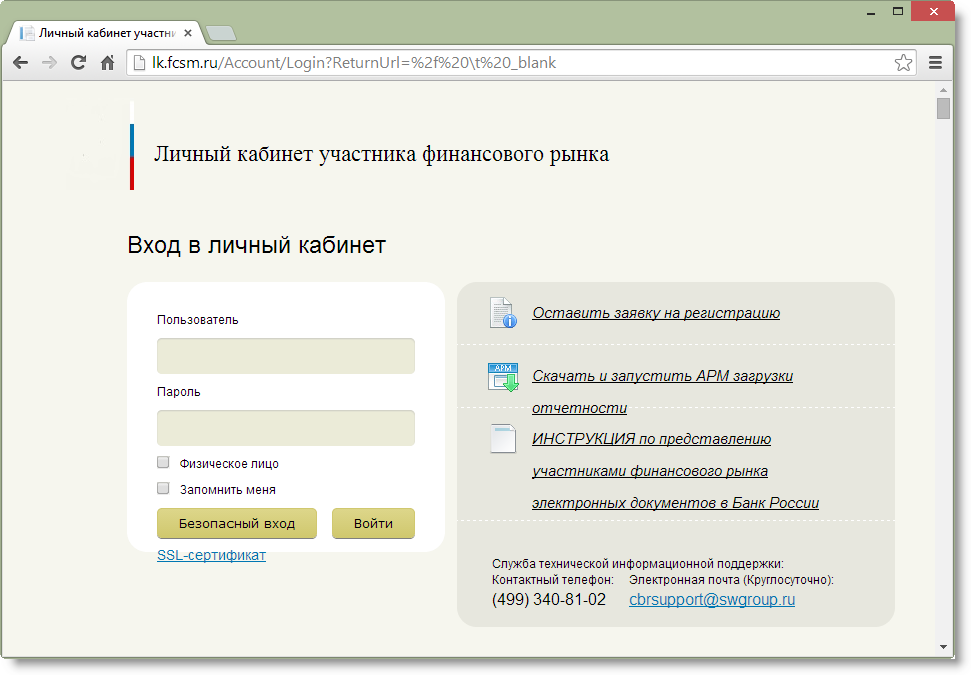 Личный кабинет участни
lk.fcsm.ru/Account/Login?ReturnUrl=%2f%20\t%20_blank
Личный кабинет участника финансового рынка
Вход в личный кабинет
Пользователь
Пароль
Физическое лицо
Запомнить меня
Безопасный вход Войти
SSL-сертификат
Оставить заявку на регистрацию
АРМ
Скачать и запустить АРМ загрузки
отчетности
ИНСТРУКЦИЯ по представлению
участниками финансового рынка
электронных документов в Банк России
Служба технической информационной поддержки:
Контактный телефон: Электронная почта (Круглосуточно):
(499) 340-81-02 cbrsupport@swgroup.ru